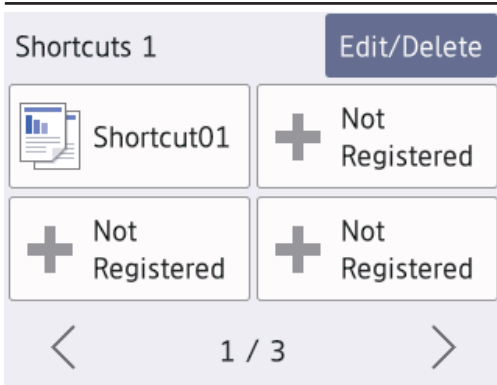 Shortcuts 1
Edit/Delete
Shortcut01
Not
Registered
Not
Registered
Not
Registered
1 / 3